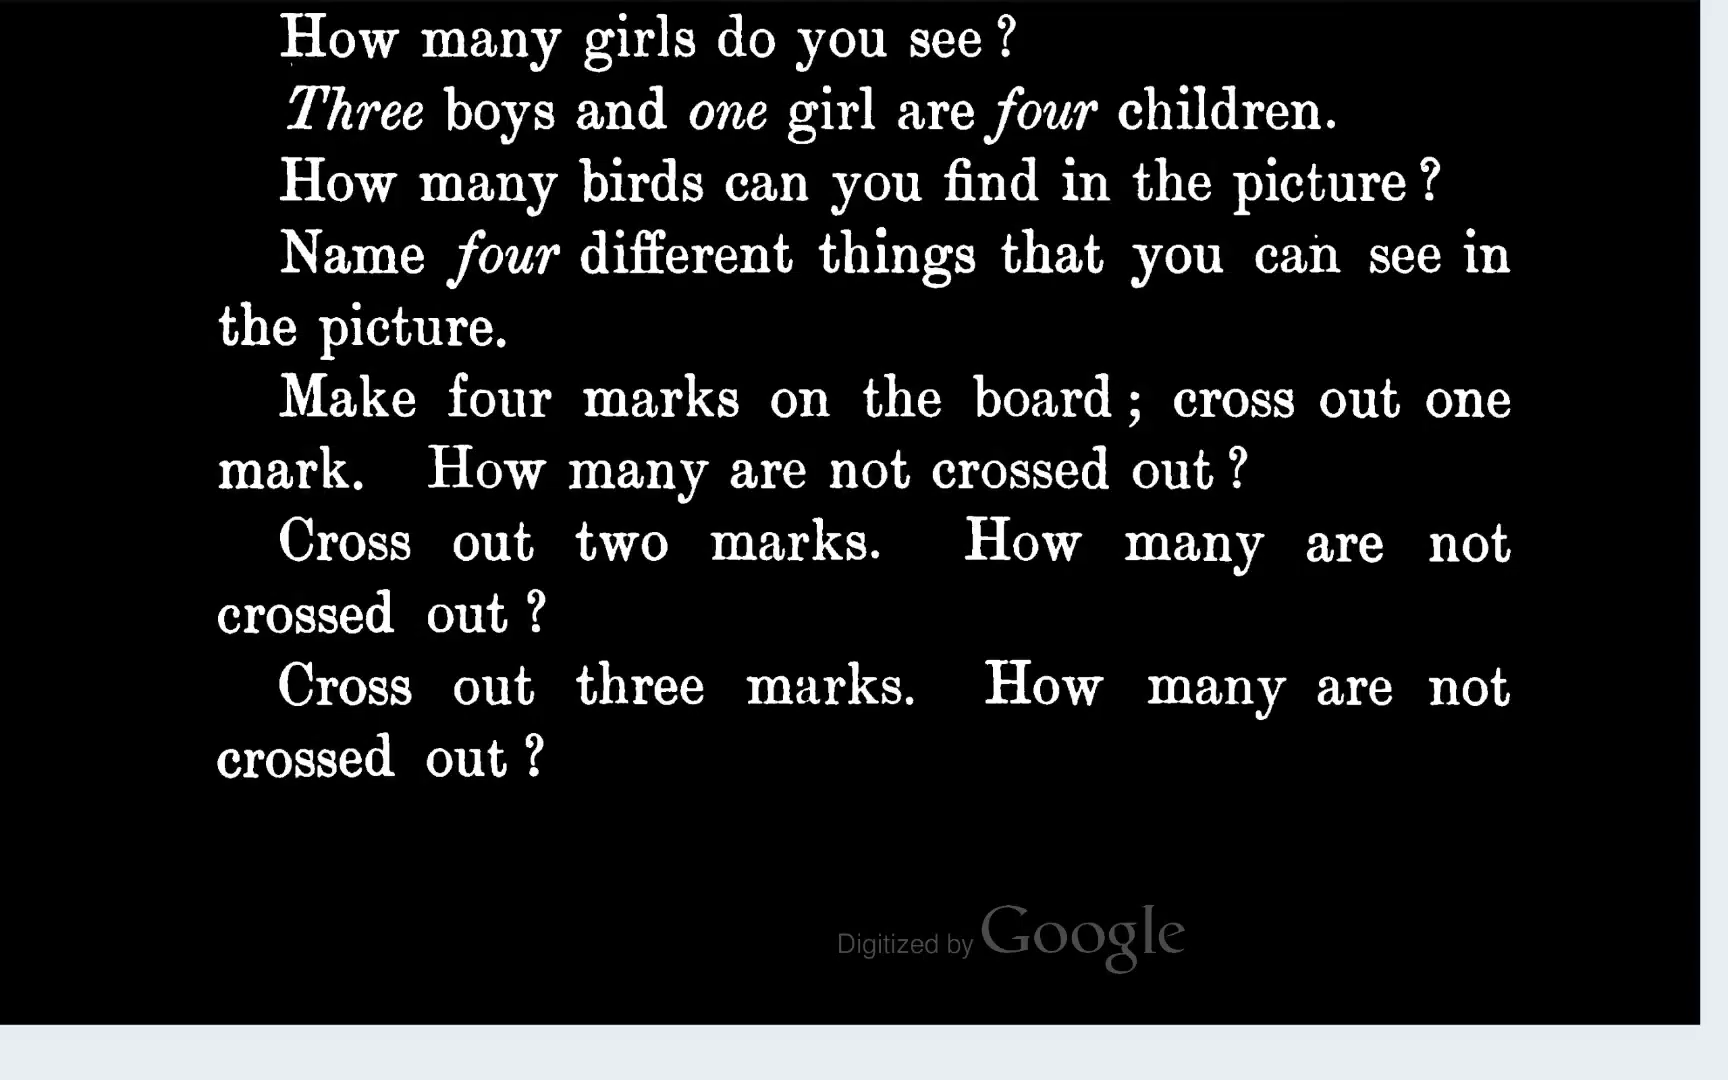 How many girls do you see?
Three boys and one girl are four children.
How many birds can you find in the picture?
Name four different things that you can see in
the picture.
Make four marks on the board; cross out one
mark. How many are not crossed out?
Cross out two marks. How many are not
crossed out?
Cross out three marks. How many are not
crossed out?
Digitized by Google